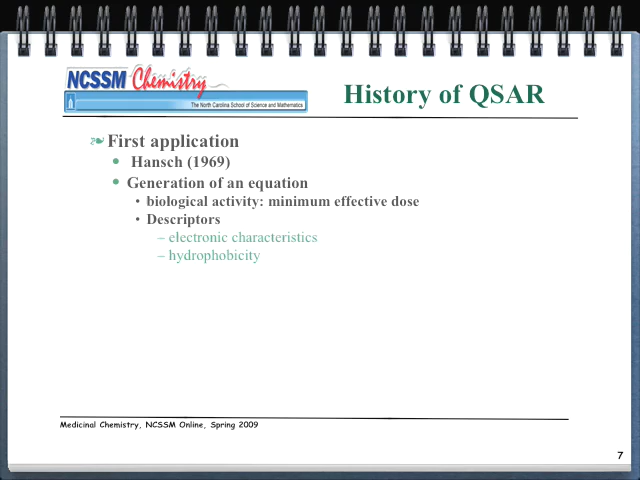 NCSSM Chemistry
The North Carolina School of Science and Mathematics
History of QSAR
First application
• Hansch (1969)
• Generation of an equation
• biological activity: minimum effective dose
• Descriptors
– electronic characteristics
– hydrophobicity
Medicinal Chemistry, NCSSM Online, Spring 2009
7